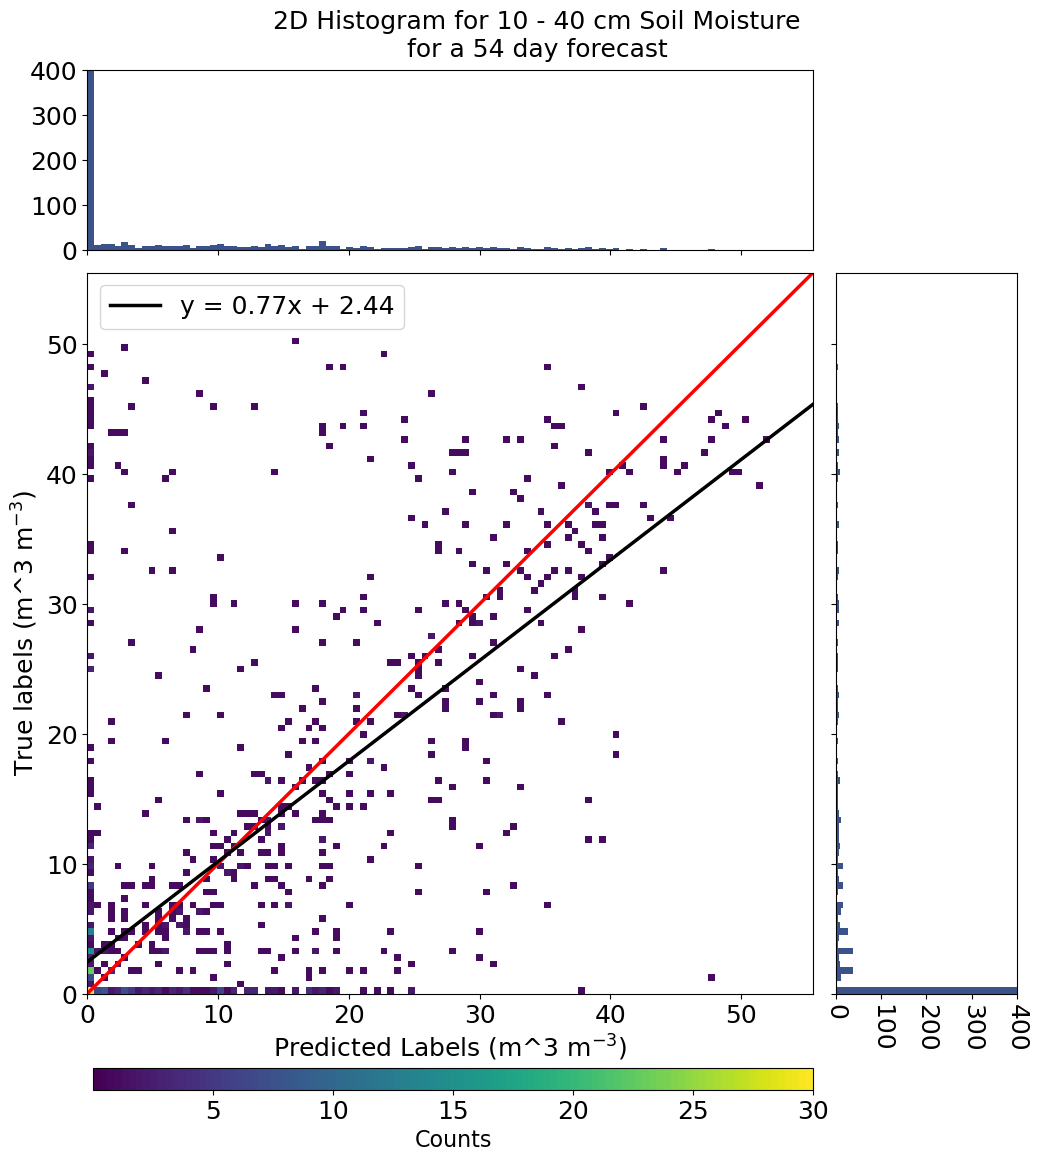 2D Histogram for 10 - 40 cm Soil Moisture
for a 54 day forecast
400
300
200
100
0
y = 0.77x + 2.44
50
40
30
20
10
0
True labels (m^3 m⁻³)
0 10 20 30 40 50
Predicted Labels (m^3 m⁻³)
0 100 200 300 400
5 10 15 20 25 30
Counts